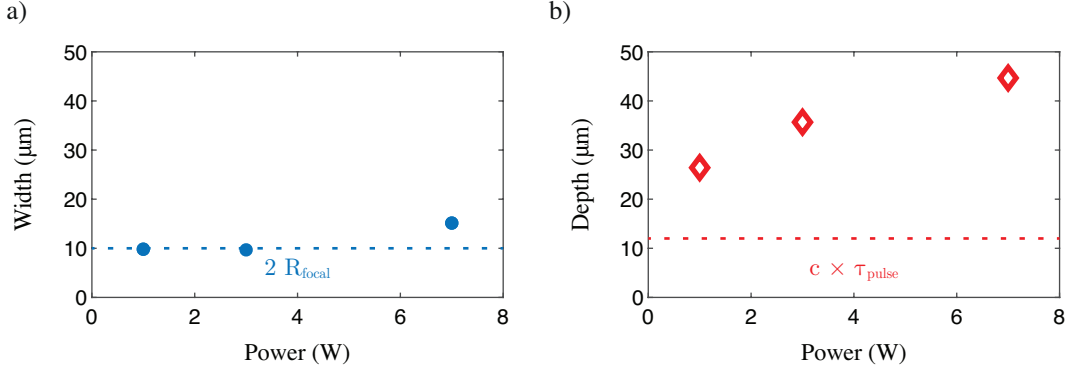 a)
50
40
30
20
10
0
Width (μm)
2 R_focal
0 2 4 6 8
Power (W)
b)
50
40
30
20
10
0
Depth (μm)
c × τ_pulse
0 2 4 6 8
Power (W)